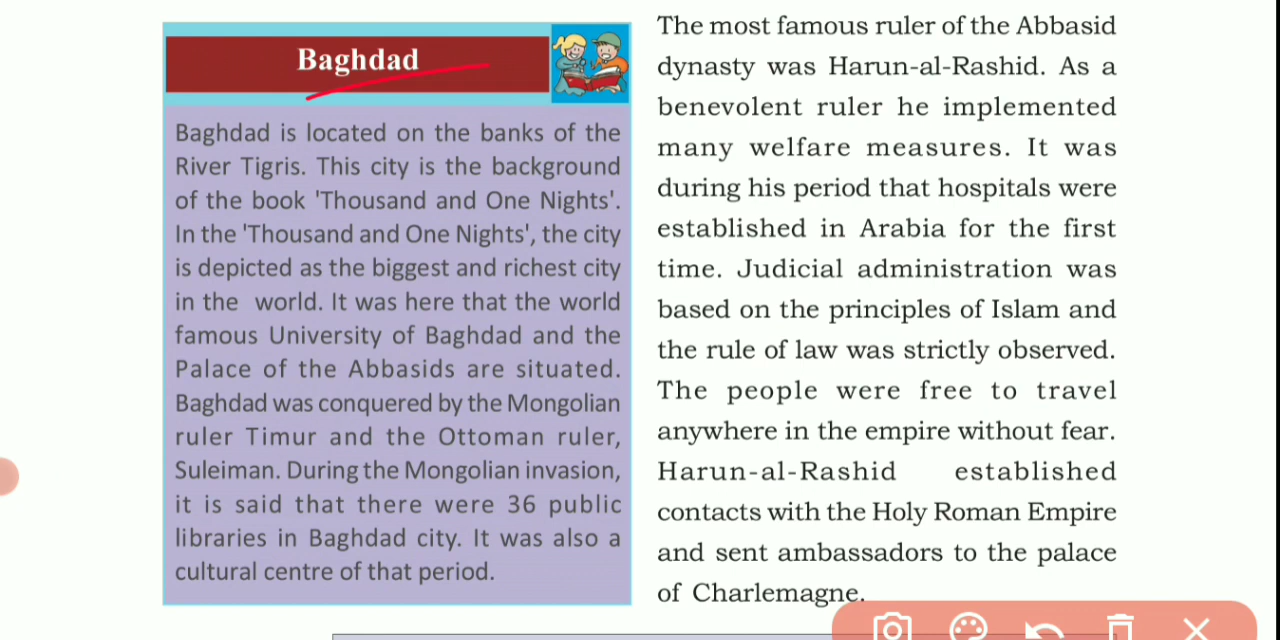 Baghdad
Baghdad is located on the banks of the
River Tigris. This city is the background
of the book 'Thousand and One Nights'.
In the 'Thousand and One Nights', the city
is depicted as the biggest and richest city
in the world. It was here that the world
famous University of Baghdad and the
Palace of the Abbasids are situated.
Baghdad was conquered by the Mongolian
ruler Timur and the Ottoman ruler,
Suleiman. During the Mongolian invasion,
it is said that there were 36 public
libraries in Baghdad city. It was also a
cultural centre of that period.
The most famous ruler of the Abbasid
dynasty was Harun-al-Rashid. As a
benevolent ruler he implemented
many welfare measures. It was
during his period that hospitals were
established in Arabia for the first
time. Judicial administration was
based on the principles of Islam and
the rule of law was strictly observed.
The people were free to travel
anywhere in the empire without fear.
Harun-al-Rashid established
contacts with the Holy Roman Empire
and sent ambassadors to the palace
of Charlemagne.